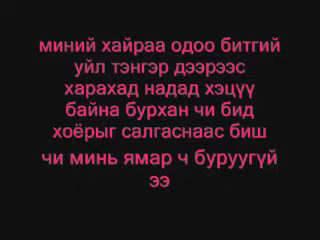 миний хайраа одоо битгий
уйл тэнгэр дээрээс
харахад надад хэцүү
байна бурхан чи бид
хоёрыг салгаснаас биш
чи минь ямар ч буруугүй
ээ